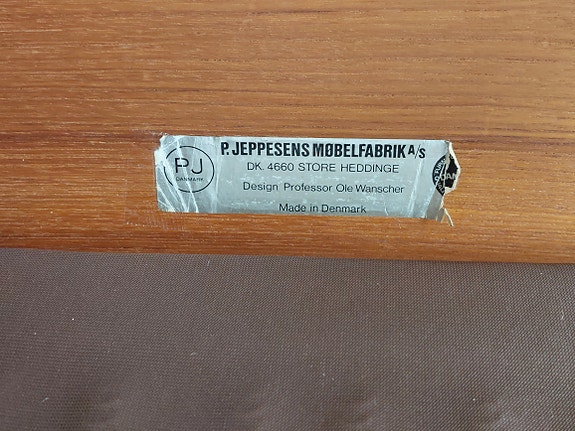 P. JEPPESENS MØBELFABRIK A/S
PJ
DANMARK
DK. 4660 STORE HEDDINGE
Design Professor Ole Wanscher
Made in Denmark